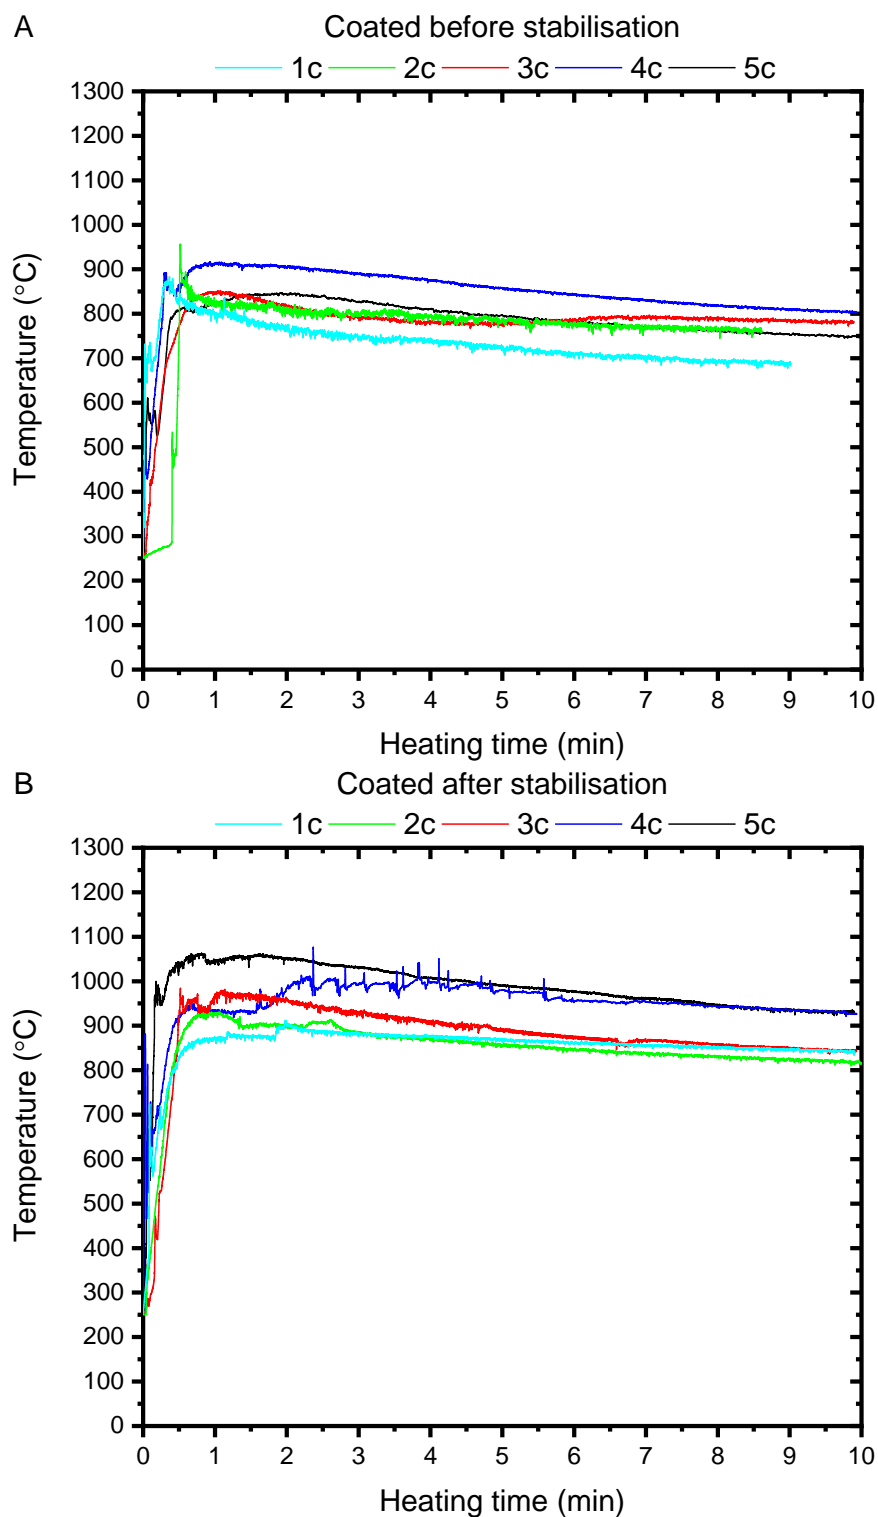 A
Coated before stabilisation
1c 2c 3c 4c 5c
1300
1200
1100
1000
900
800
700
600
500
400
300
200
100
0
Temperature (°C)
0 1 2 3 4 5 6 7 8 9 10
Heating time (min)
B
Coated after stabilisation
1c 2c 3c 4c 5c
1300
1200
1100
1000
900
800
700
600
500
400
300
200
100
0
Temperature (°C)
0 1 2 3 4 5 6 7 8 9 10
Heating time (min)